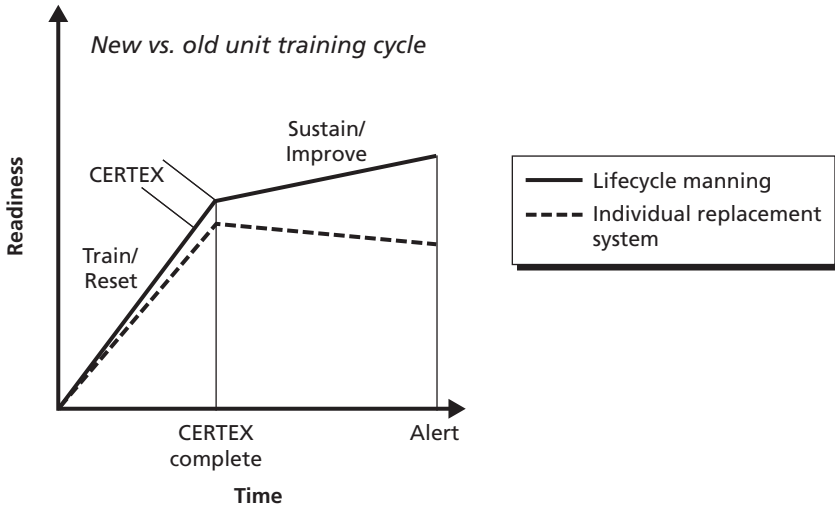 New vs. old unit training cycle
Sustain/
Improve
CERTEX
Train/
Reset
Readiness
Lifecycle manning
Individual replacement
system
CERTEX
complete
Alert
Time